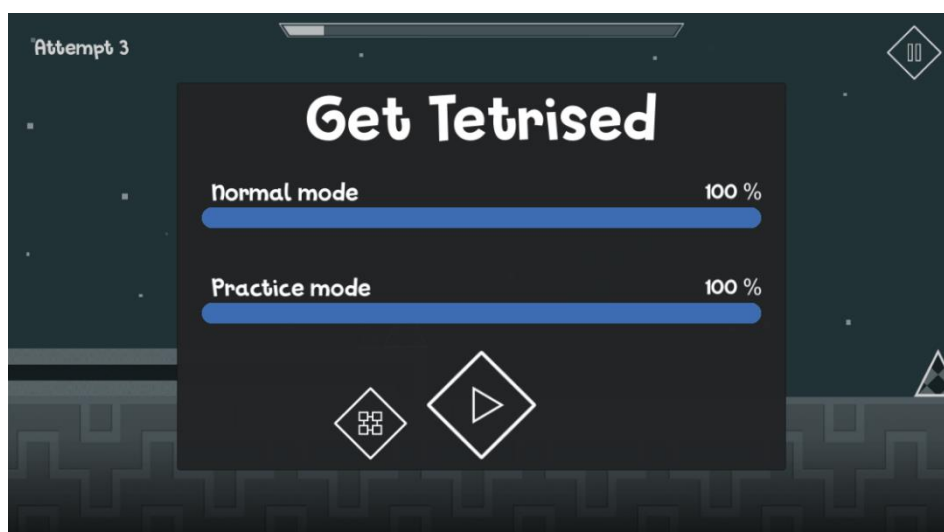 Attempt 3
Get Tetrised
Normal mode 100 %
Practice mode 100 %